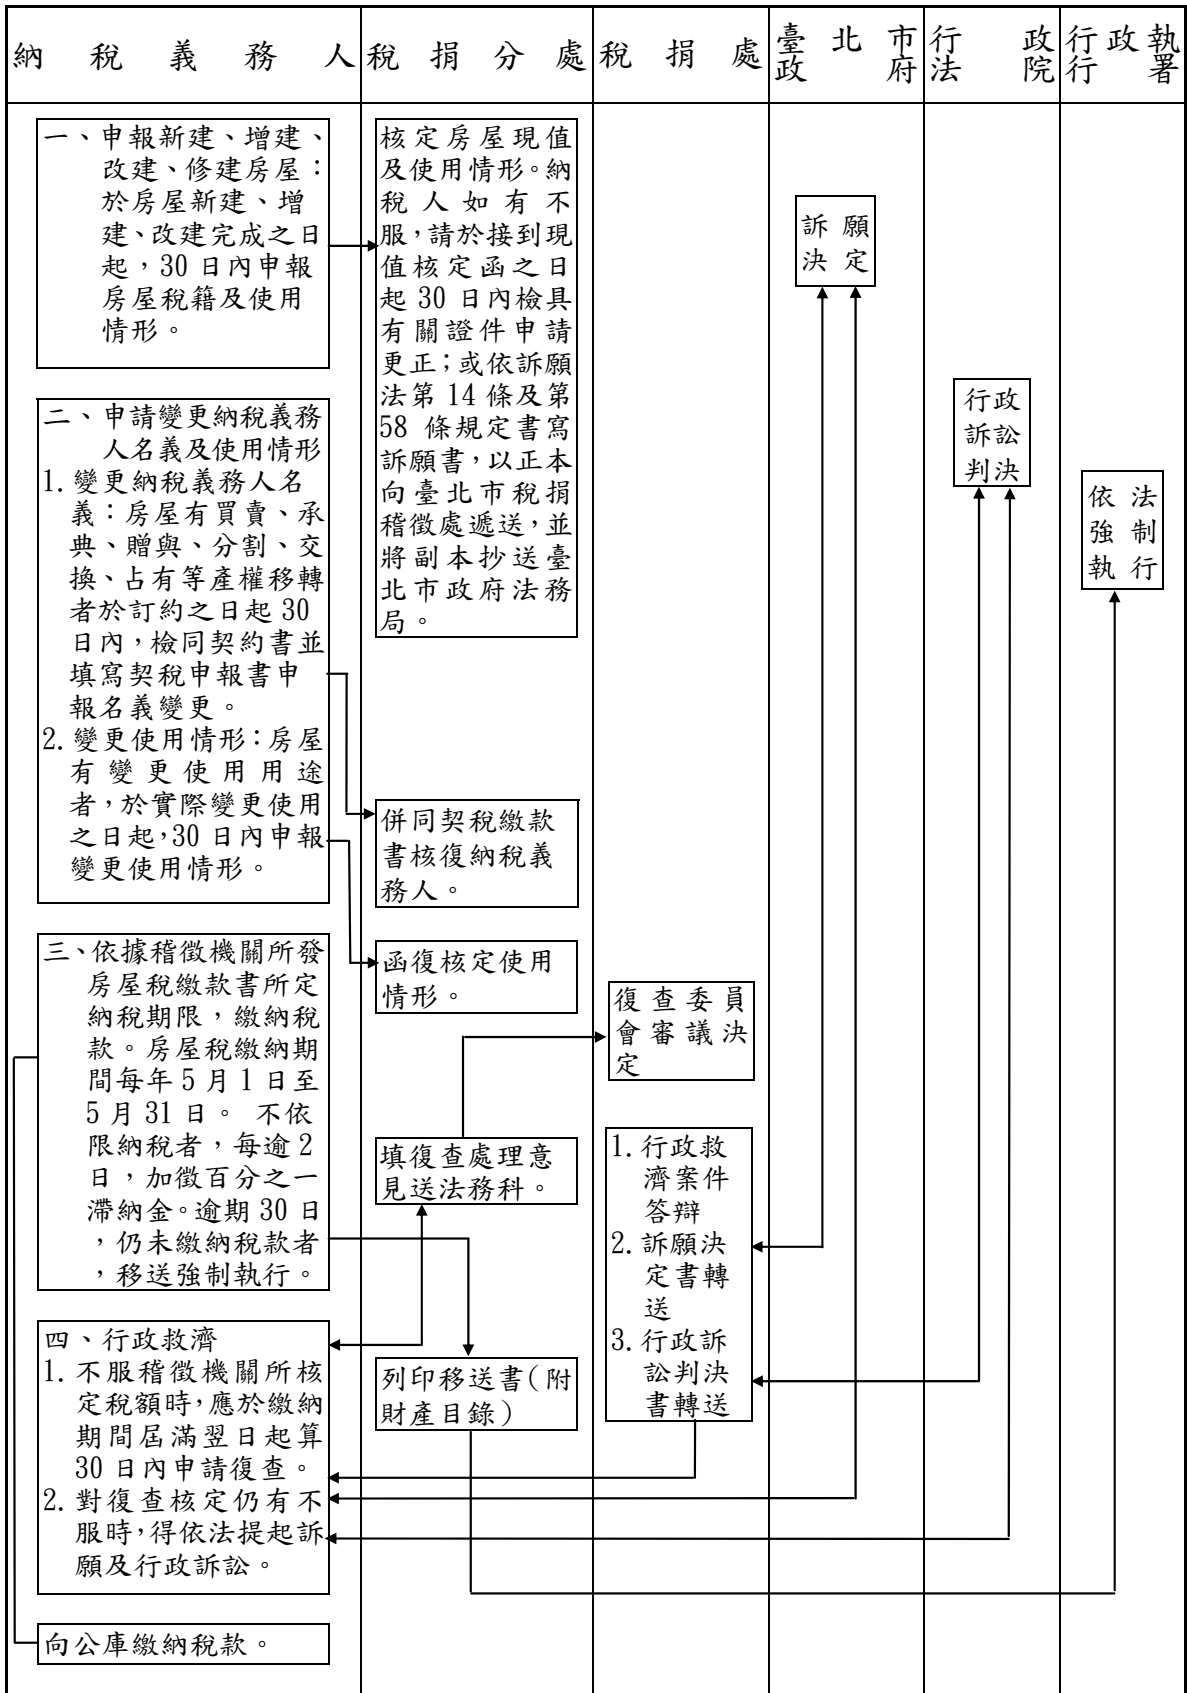 納稅義務人
稅捐分處
稅捐處
臺北市
政府
行政
法院
行政執
行署
一、申報新建、增建、
改建、修建房屋：
於房屋新建、增
建、改建完成之日
起，30 日內申報
房屋稅籍及使用
情形。
二、申請變更納稅義務
人名義及使用情形
1. 變更納稅義務人名
義：房屋有買賣、承
典、贈與、分割、交
換、占有等產權移轉
者於訂約之日起 30
日內，檢同契約書並
填寫契稅申報書申
報名義變更。
2. 變更使用情形：房屋
有變更使用用途
者，於實際變更使用
之日起，30 日內申報
變更使用情形。
三、依據稽徵機關所發
房屋稅繳款書所定
納稅期限，繳納稅
款。房屋稅繳納期
間每年 5 月 1 日至
5 月 31 日。 不依
限納稅者，每逾 2
日，加徵百分之一
滯納金。逾期 30 日
，仍未繳納稅款者
，移送強制執行。
四、行政救濟
1. 不服稽徵機關所核
定稅額時，應於繳納
期間屆滿翌日起算
30 日內申請復查。
2. 對復查核定仍有不
服時，得依法提起訴
願及行政訴訟。
向公庫繳納稅款。
核定房屋現值
及使用情形。納
稅人如有不
服，請於接到現
值核定函之日
起 30 日內檢具
有關證件申請
更正；或依訴願
法第 14 條及第
58 條規定書寫
訴願書，以正本
向臺北市稅捐
稽徵處遞送，並
將副本抄送臺
北市政府法務
局。
併同契稅繳款
書核復納稅義
務人。
函復核定使用
情形。
填復查處理意
見送法務科。
列印移送書（附
財產目錄）
復查委員
會審議決
定
1. 行政救
濟案件
答辯
2. 訴願決
定書轉
送
3. 行政訴
訟判決
書轉送
訴願
決定
行政
訴訟
判決
依法
強制
執行